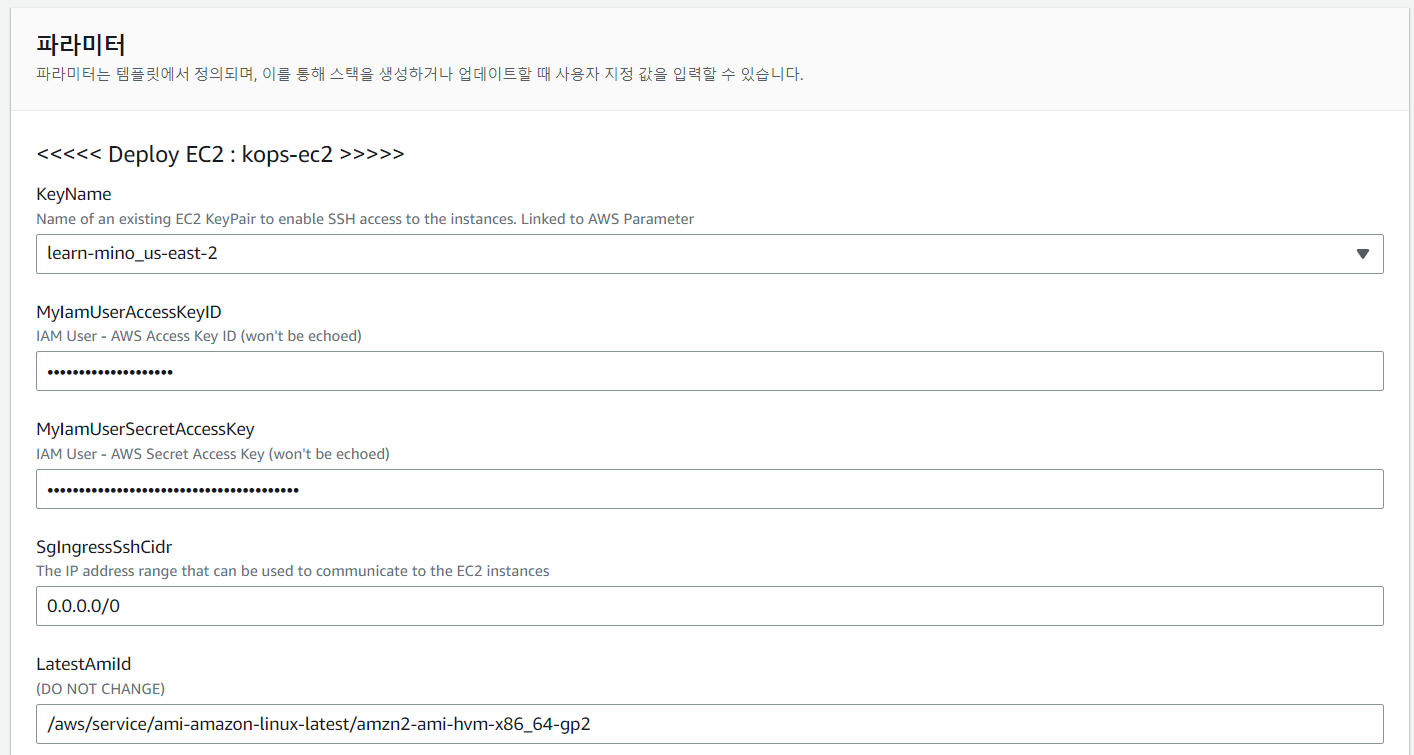 파라미터
파라미터는 템플릿에서 정의되며, 이를 통해 스택을 생성하거나 업데이트할 때 사용자 지정 값을 입력할 수 있습니다.
<<<<< Deploy EC2 : kops-ec2 >>>>>
KeyName
Name of an existing EC2 KeyPair to enable SSH access to the instances. Linked to AWS Parameter
learn-mino_us-east-2
MyIamUserAccessKeyID
IAM User - AWS Access Key ID (won't be echoed)
••••••••••••••••••••
MyIamUserSecretAccessKey
IAM User - AWS Secret Access Key (won't be echoed)
••••••••••••••••••••••••••••••••••••••••
SgIngressSshCidr
The IP address range that can be used to communicate to the EC2 instances
0.0.0.0/0
LatestAmiId
(DO NOT CHANGE)
/aws/service/ami-amazon-linux-latest/amzn2-ami-hvm-x86_64-gp2